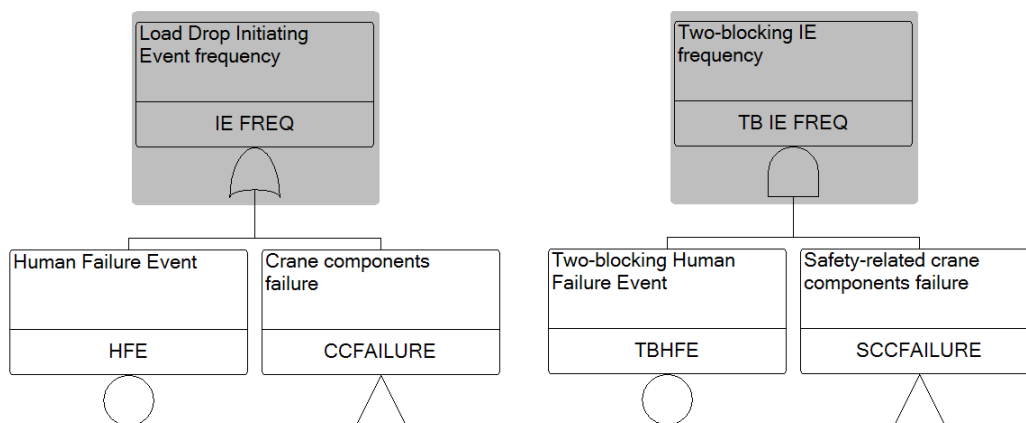 Load Drop Initiating
Event frequency
IE FREQ
Human Failure Event
HFE
Crane components
failure
CCFAILURE
Two-blocking IE
frequency
TB IE FREQ
Two-blocking Human
Failure Event
TBHFE
Safety-related crane
components failure
SCCFAILURE